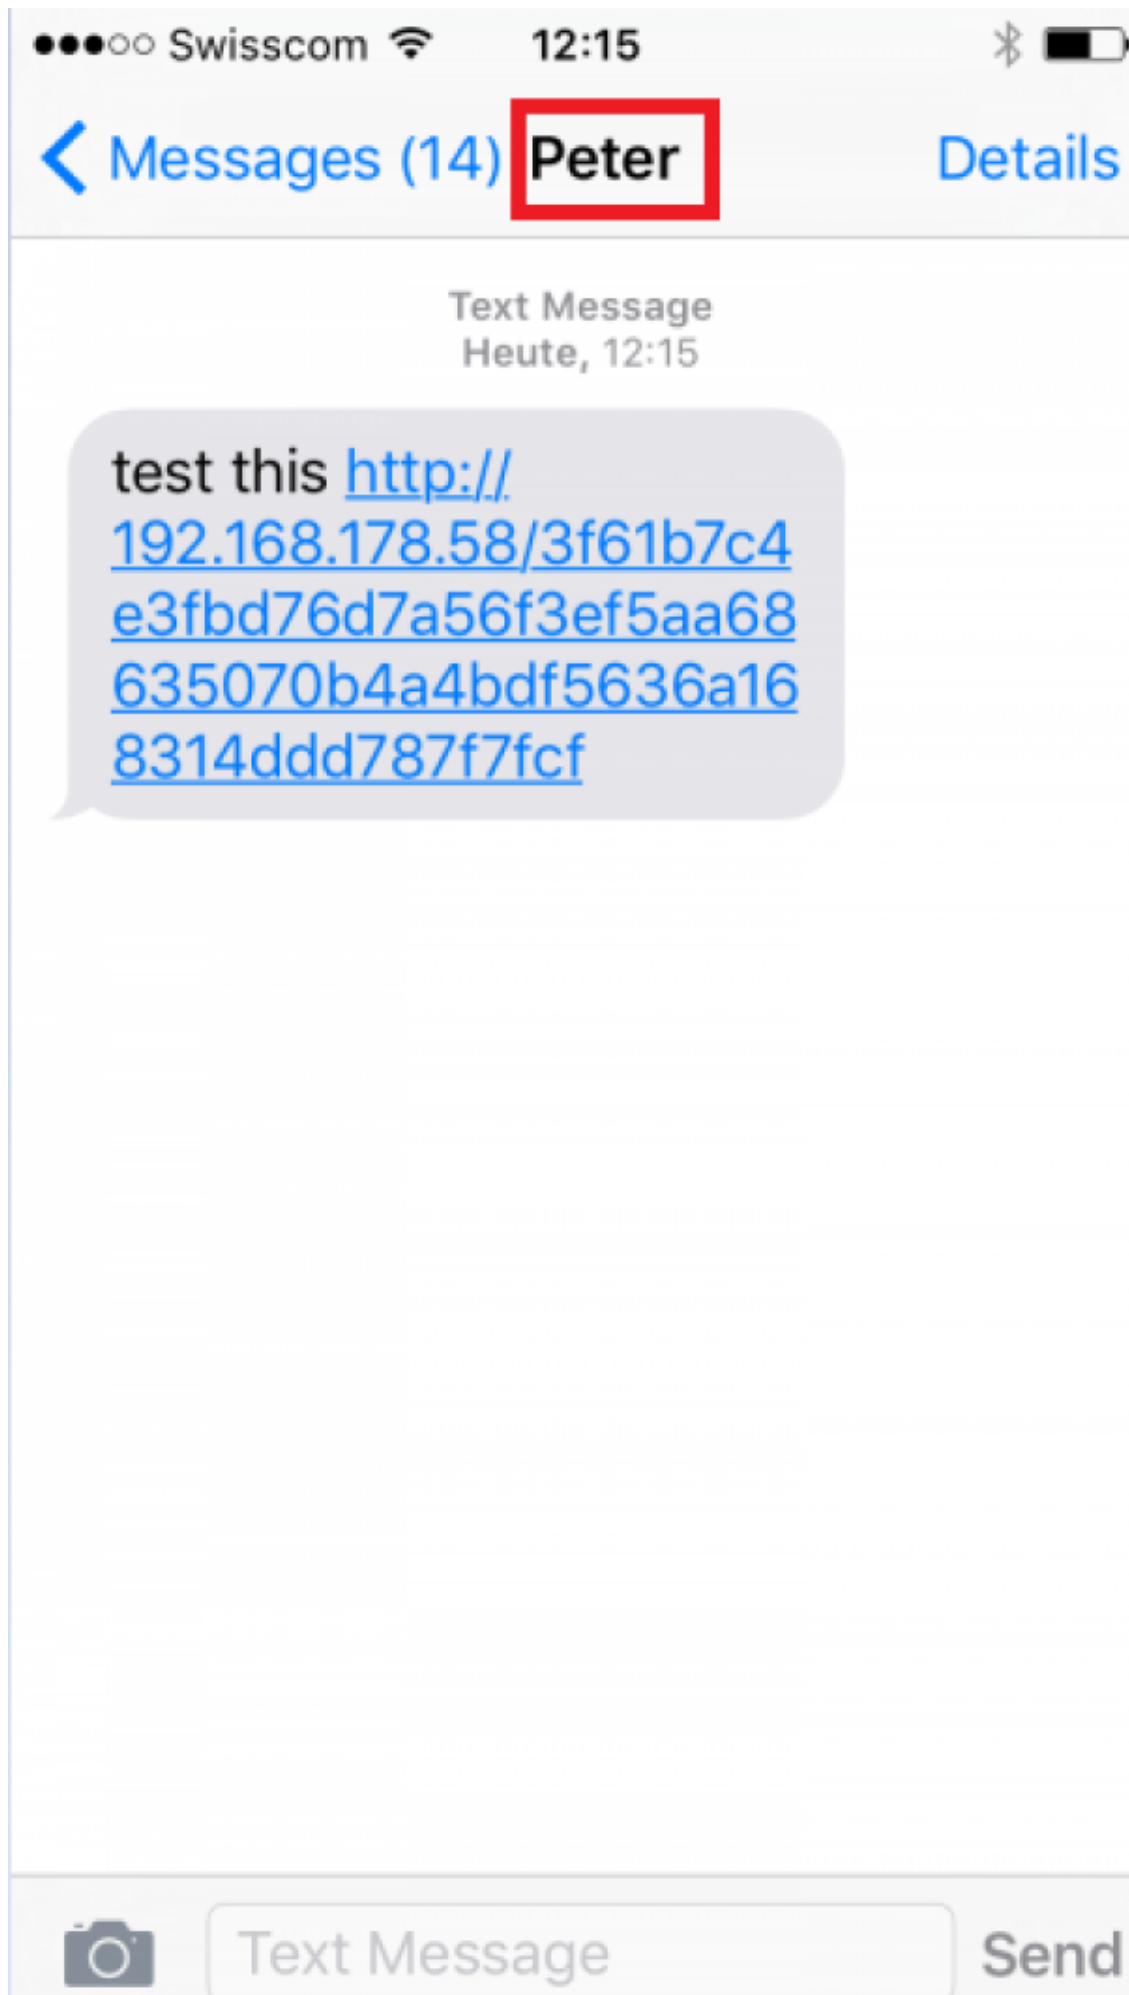 Swisscom 12:15
Messages (14) Peter Details
Text Message
Heute, 12:15
test this http://
192.168.178.58/3f61b7c4
e3fbd76d7a56f3ef5aa68
635070b4a4bdf5636a16
8314ddd787f7fcf
Text Message Send